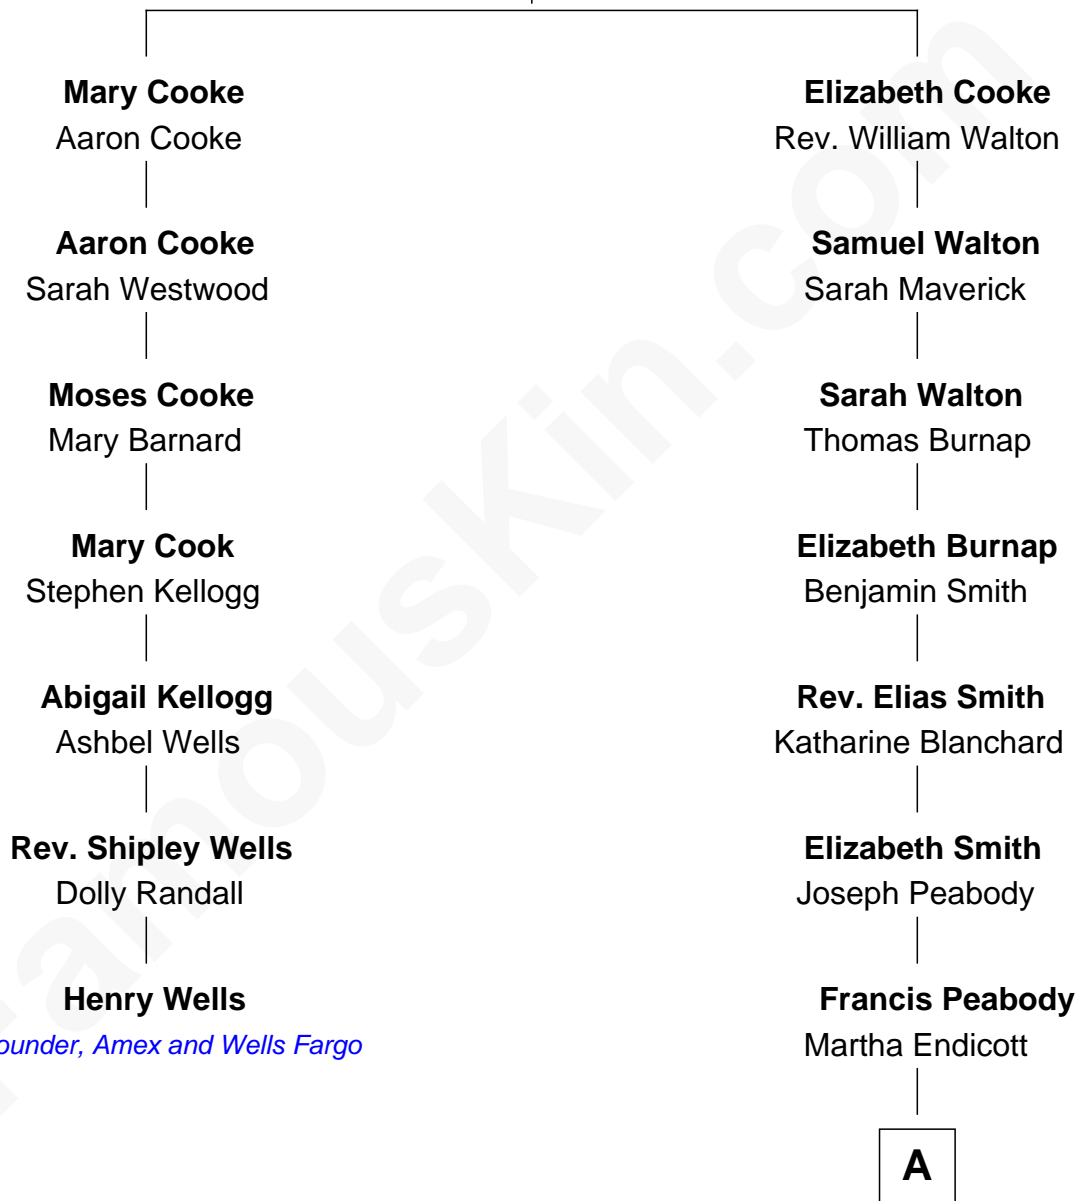 Mary Cooke
Aaron Cooke
Aaron Cooke
Sarah Westwood
Moses Cooke
Mary Barnard
Mary Cook
Stephen Kellogg
Abigail Kellogg
Ashbel Wells
Rev. Shipley Wells
Dolly Randall
Henry Wells
ounder, Amex and Wells Fargo
Elizabeth Cooke
Rev. William Walton
Samuel Walton
Sarah Maverick
Sarah Walton
Thomas Burnap
Elizabeth Burnap
Benjamin Smith
Rev. Elias Smith
Katharine Blanchard
Elizabeth Smith
Joseph Peabody
Francis Peabody
Martha Endicott
A
FamousKin.com